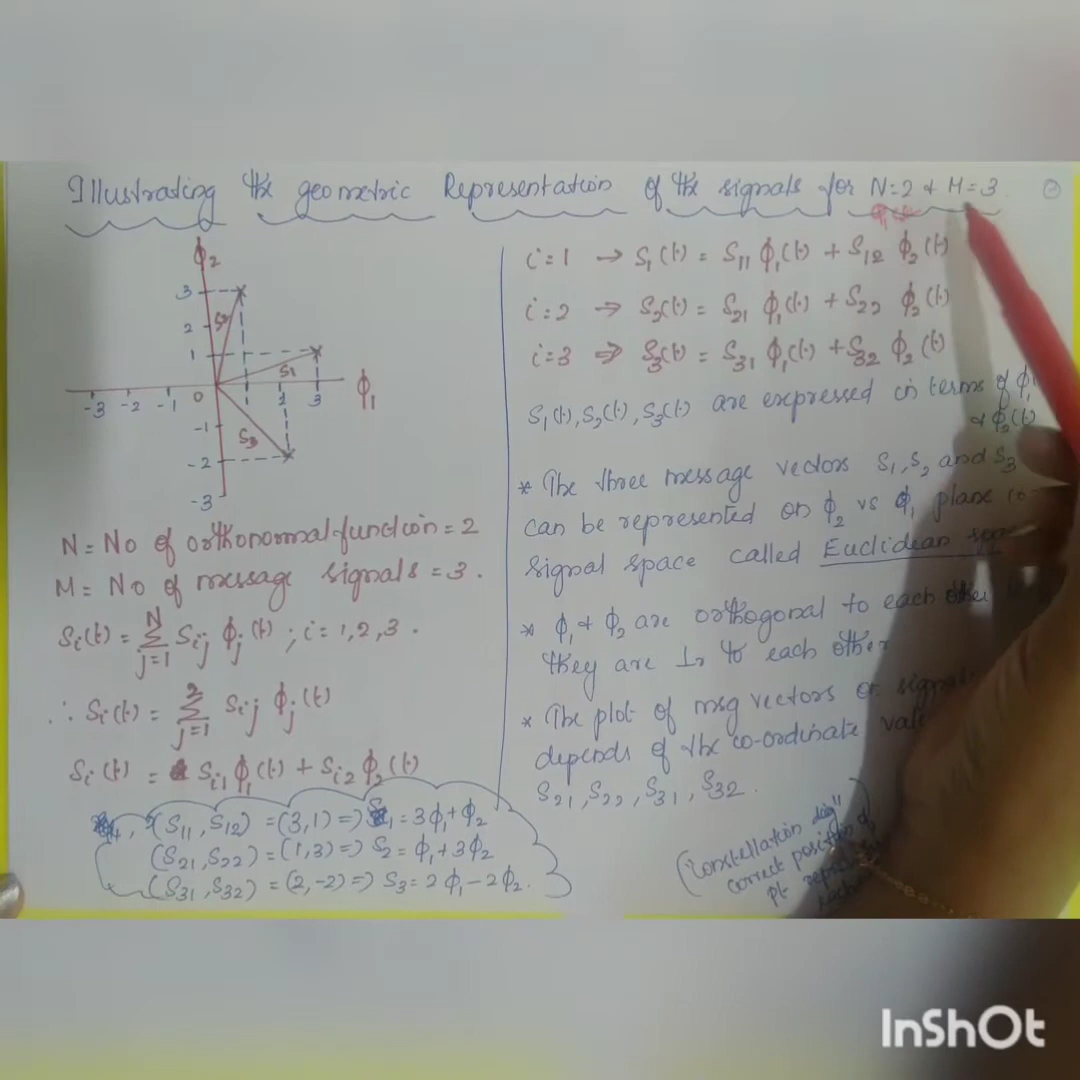 Illustrating the geometric Representation of the signals for N=2 & M=3.
ϕ2
3
2
1
0
-3 -2 -1
2 3
ϕ1
-1
-2
-3
S2
S1
S3
N = No of orthonormal function = 2
M = No of message signals = 3.
Si(t) = Σ_{j=1}^{N} Sij ϕj(t) ; i = 1,2,3.
∴ Si(t) = Σ_{j=1}^{2} Sij ϕj(t)
Si(t) = Si1 ϕ1(t) + Si2 ϕ2(t)
(S11, S12) = (3,1) => S1 = 3ϕ1+ϕ2
(S21, S22) = (1,3) => S2 = ϕ1+3ϕ2
(S31, S32) = (2,-2) => S3 = 2ϕ1-2ϕ2.
i=1 → S1(t) = S11 ϕ1(t) + S12 ϕ2(t)
i=2 → S2(t) = S21 ϕ1(t) + S22 ϕ2(t)
i=3 => S3(t) = S31 ϕ1(t) + S32 ϕ2(t)
S1(t), S2(t), S3(t) are expressed in terms of ϕ1
& ϕ2(t)
* The three message vectors S1, S2 and S3
can be represented on ϕ2 vs ϕ1 plane
signal space called Euclidean
* ϕ1 & ϕ2 are orthogonal to each other
they are ⊥r to each other
* The plot of msg vectors or
depends of the co-ordinate
S21, S22, S31, S32.
(Constellation
correct position
pt
InShOt